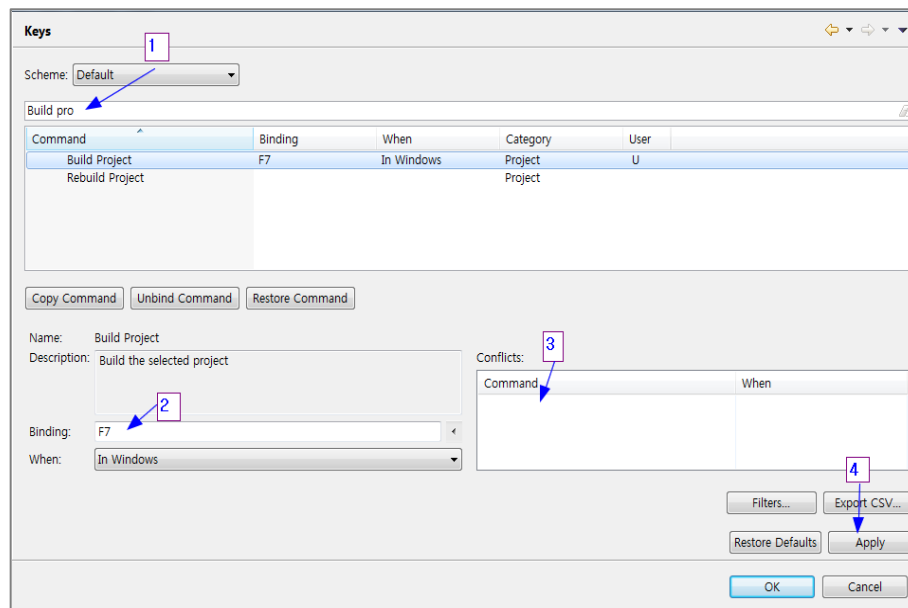 Keys
1
Scheme: Default
Build pro
Command Binding When Category User
Build Project F7 In Windows Project U
Rebuild Project Project
Copy Command Unbind Command Restore Command
Name: Build Project
Description: Build the selected project
3
Conflicts:
Command When
2
Binding: F7
When: In Windows
4
Filters... Export CSV...
Restore Defaults Apply
OK Cancel